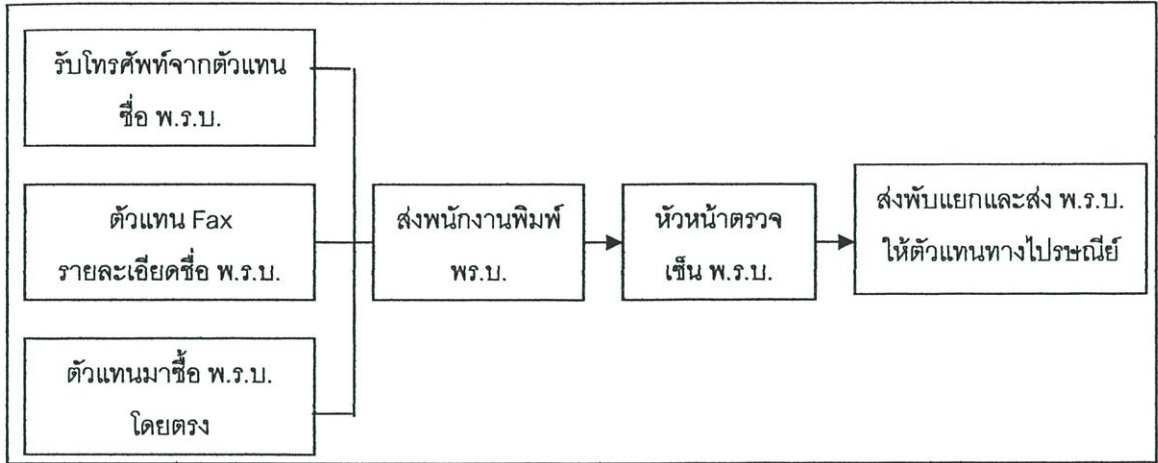 รับโทรศัพท์จากตัวแทน
ซื่อ พ.ร.บ.
ตัวแทน Fax
รายละเอียดซื่อ พ.ร.บ.
ตัวแทนมาซื้อ พ.ร.บ.
โดยตรง
ส่งพนักงานพิมพ์
พร.บ.
หัวหน้าตรวจ
เซ็น พ.ร.บ.
ส่งพับแยกและส่ง พ.ร.บ.
ให้ตัวแทนทางไปรษณีย์